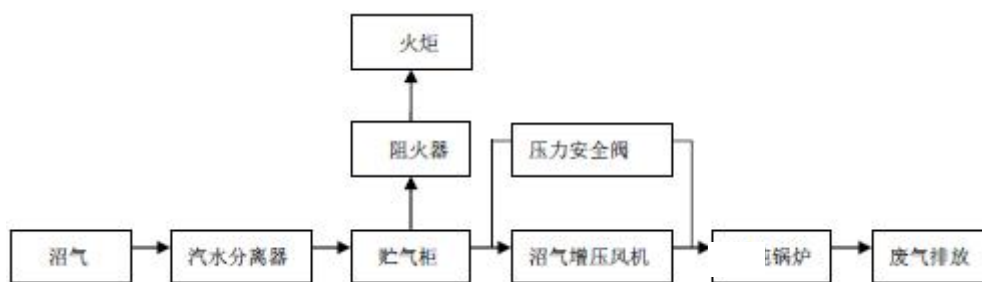 火炬
阻火器
压力安全阀
沼气
汽水分离器
贮气柜
沼气增压风机
锅炉
废气排放